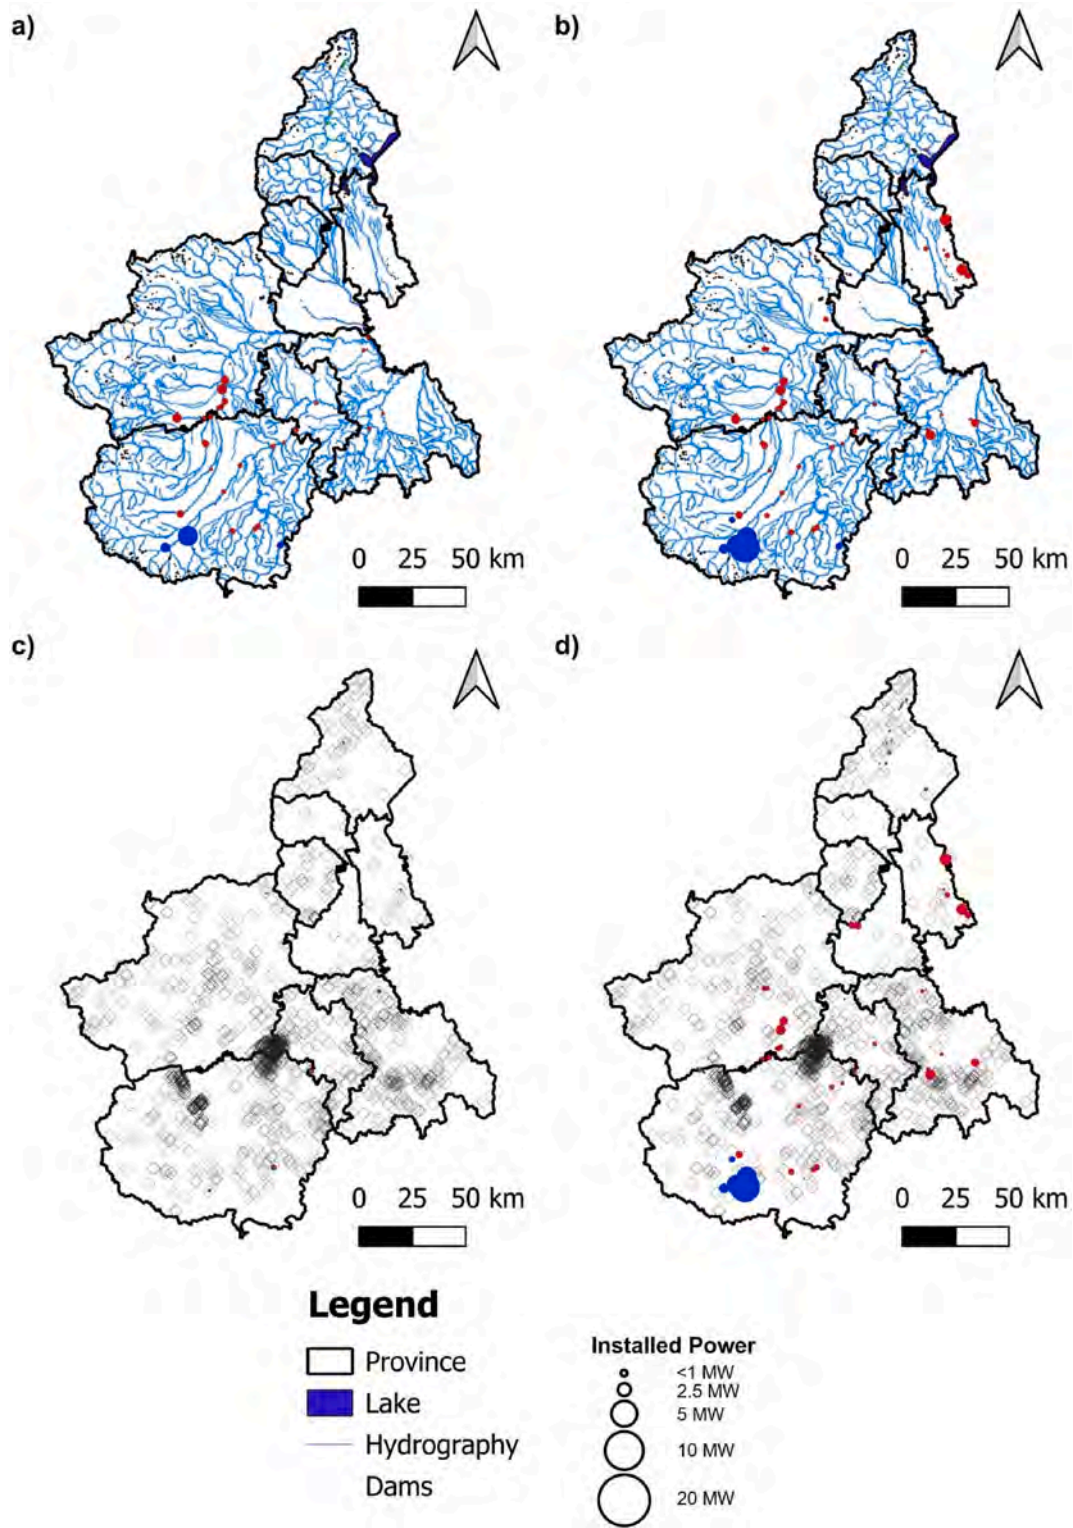 a)
b)
0 25 50 km
0 25 50 km
c)
d)
0 25 50 km
0 25 50 km
Legend
Province
Lake
Hydrography
Dams
Installed Power
<1 MW
2.5 MW
5 MW
10 MW
20 MW